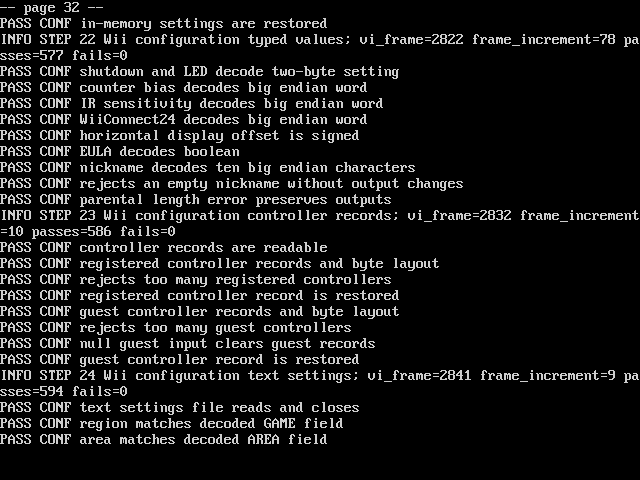 -- page 32 --
PASS CONF in-memory settings are restored
INFO STEP 22 Wii configuration typed values; vi_frame=2822 frame_increment=78 pa
sses=577 fails=0
PASS CONF shutdown and LED decode two-byte setting
PASS CONF counter bias decodes big endian word
PASS CONF IR sensitivity decodes big endian word
PASS CONF WiiConnect24 decodes big endian word
PASS CONF horizontal display offset is signed
PASS CONF EULA decodes boolean
PASS CONF nickname decodes ten big endian characters
PASS CONF rejects an empty nickname without output changes
PASS CONF parental length error preserves outputs
INFO STEP 23 Wii configuration controller records; vi_frame=2832 frame_increment
=10 passes=586 fails=0
PASS CONF controller records are readable
PASS CONF registered controller records and byte layout
PASS CONF rejects too many registered controllers
PASS CONF registered controller record is restored
PASS CONF guest controller records and byte layout
PASS CONF rejects too many guest controllers
PASS CONF null guest input clears guest records
PASS CONF guest controller record is restored
INFO STEP 24 Wii configuration text settings; vi_frame=2841 frame_increment=9 pa
sses=594 fails=0
PASS CONF text settings file reads and closes
PASS CONF region matches decoded GAME field
PASS CONF area matches decoded AREA field